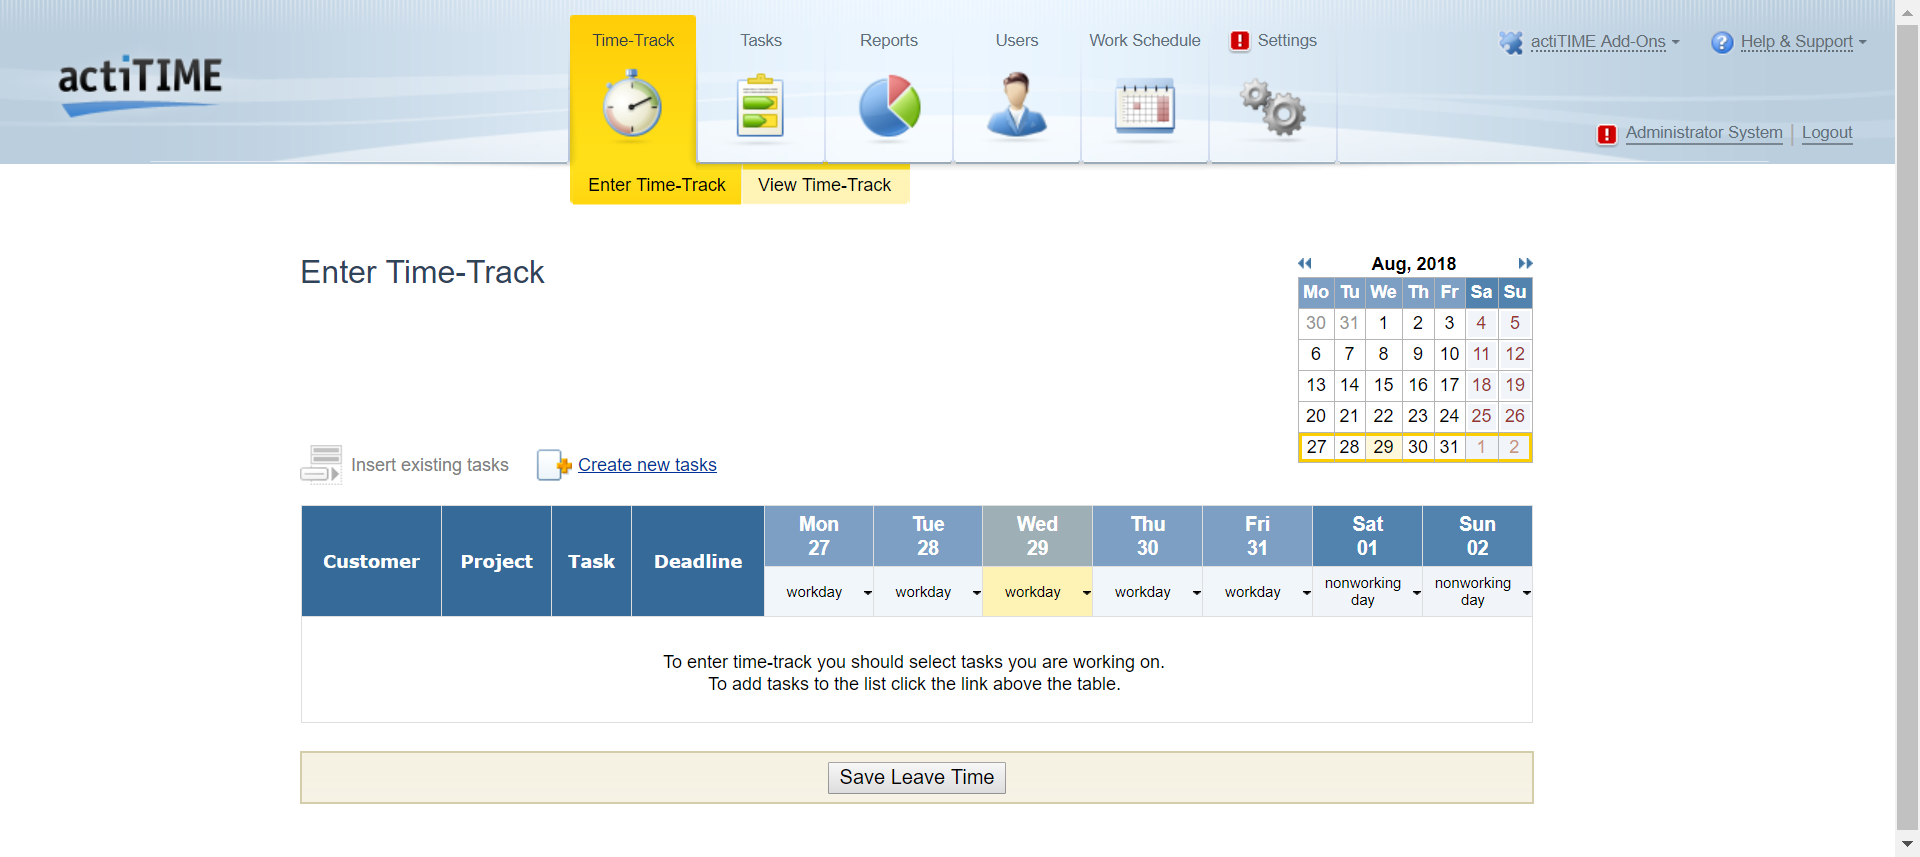 actiTIME
Time-Track
Tasks
Reports
Users
Work Schedule
Settings
actiTIME Add-Ons
Help & Support
Administrator System
Logout
Enter Time-Track
View Time-Track
Enter Time-Track
Aug, 2018
Mo Tu We Th Fr Sa Su
30 31 1 2 3 4 5
6 7 8 9 10 11 12
13 14 15 16 17 18 19
20 21 22 23 24 25 26
27 28 29 30 31 1 2
Insert existing tasks
Create new tasks
Customer Project Task Deadline
Mon Tue Wed Thu Fri Sat Sun
27 28 29 30 31 01 02
workday workday workday workday workday nonworking day nonworking day
To enter time-track you should select tasks you are working on.
To add tasks to the list click the link above the table.
Save Leave Time